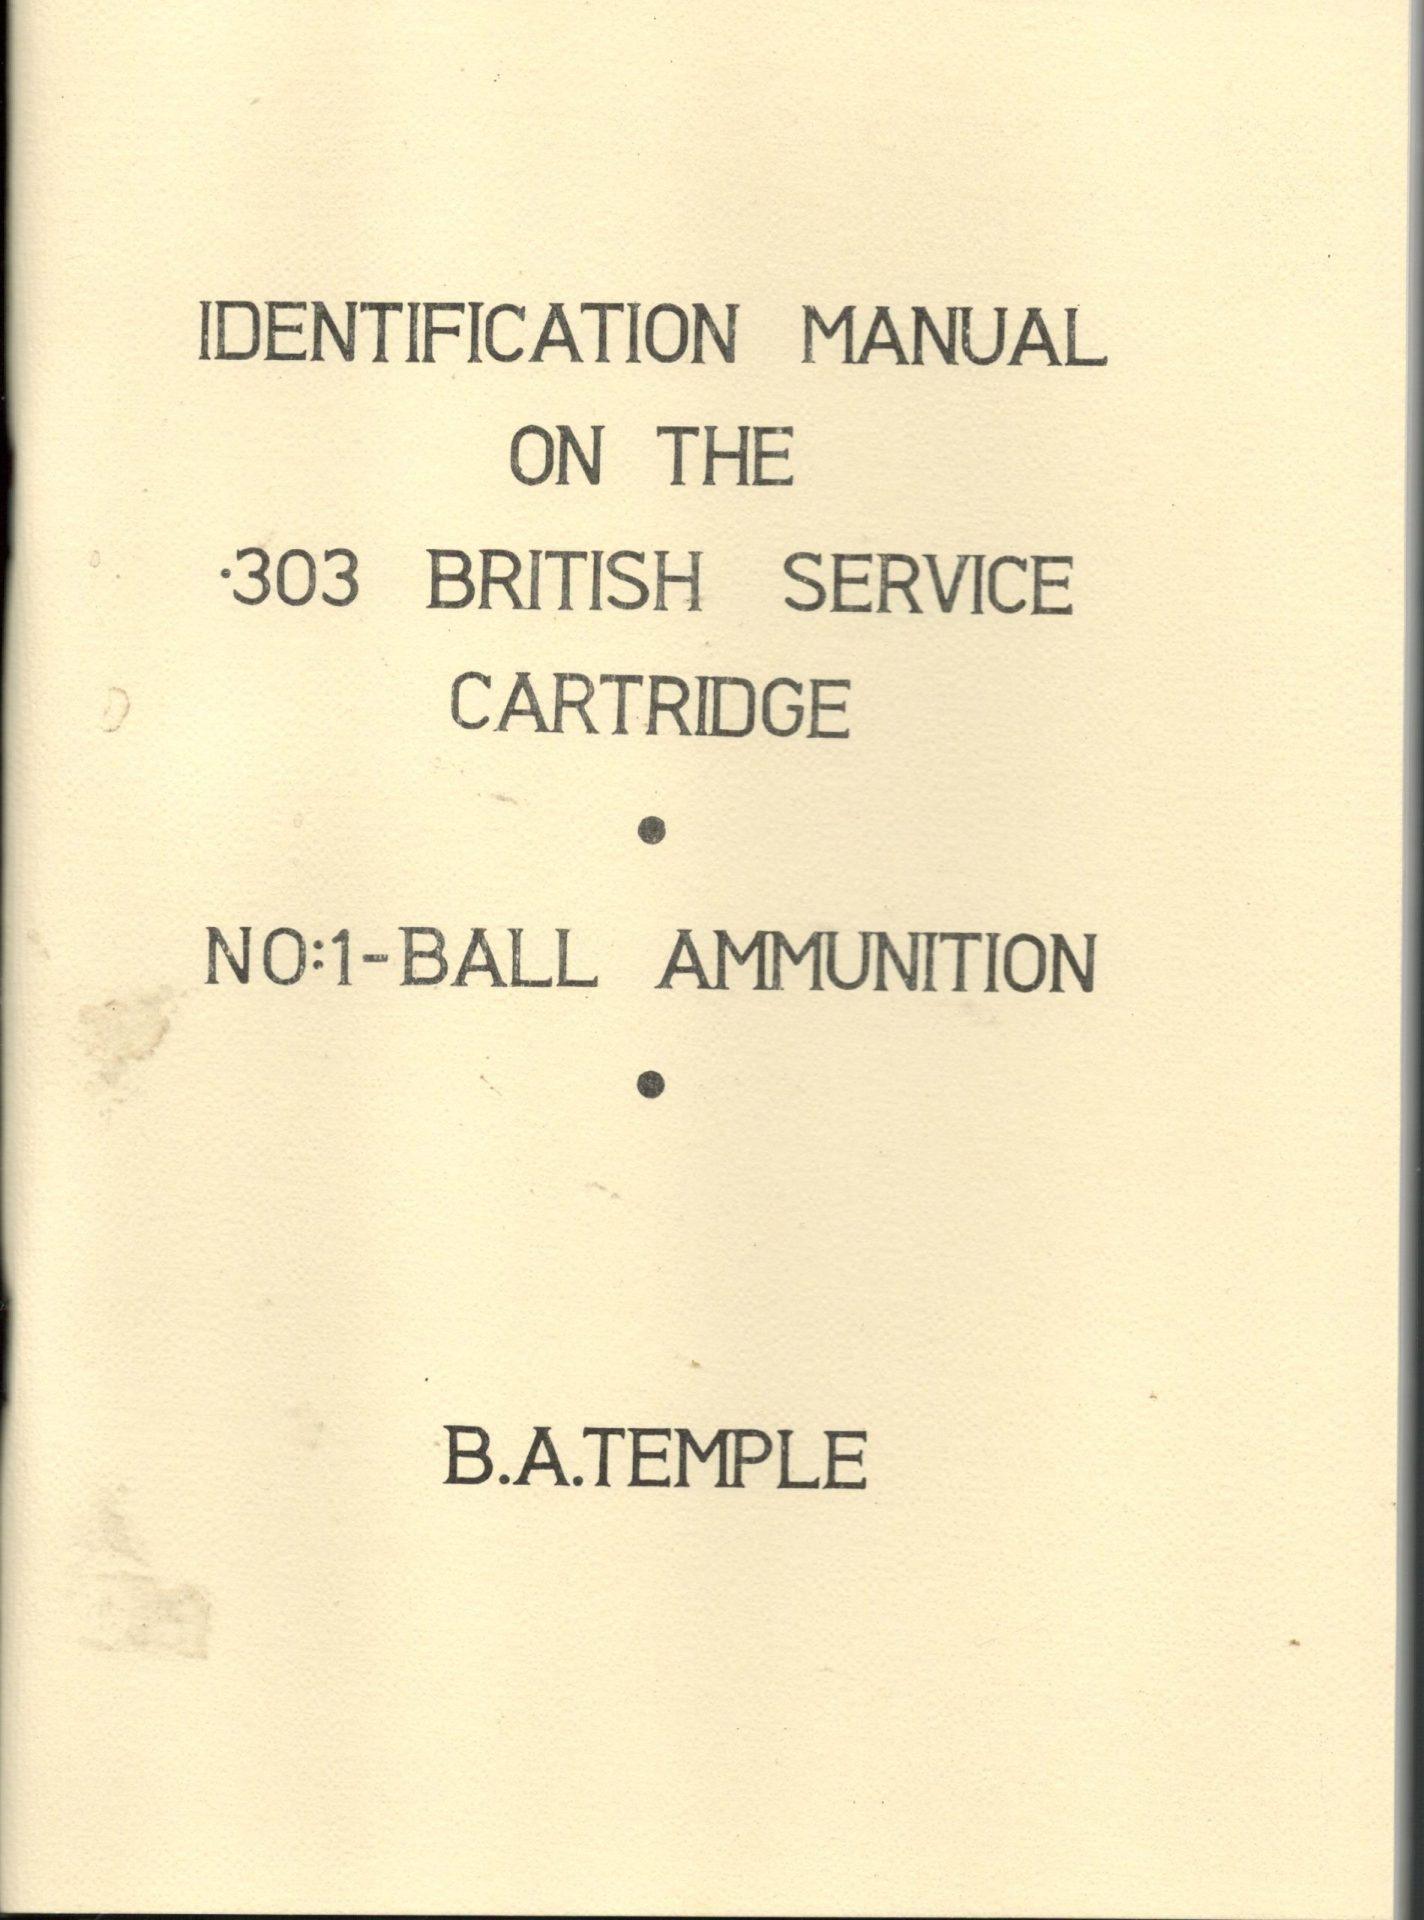 IDENTIFICATION MANUAL
ON THE
·303 BRITISH SERVICE
CARTRIDGE
•
NO:1-BALL AMMUNITION
•
B.A.TEMPLE